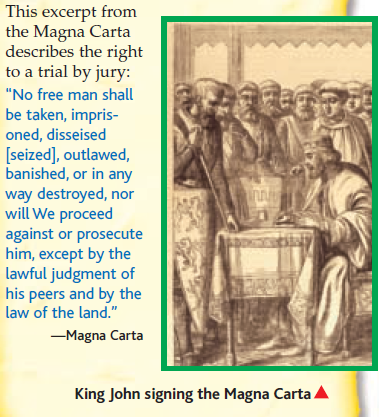 This excerpt from
the Magna Carta
describes the right
to a trial by jury:
“No free man shall
be taken, impris-
oned, disseised
[seized], outlawed,
banished, or in any
way destroyed, nor
will We proceed
against or prosecute
him, except by the
lawful judgment of
his peers and by the
law of the land.”
—Magna Carta
King John signing the Magna Carta